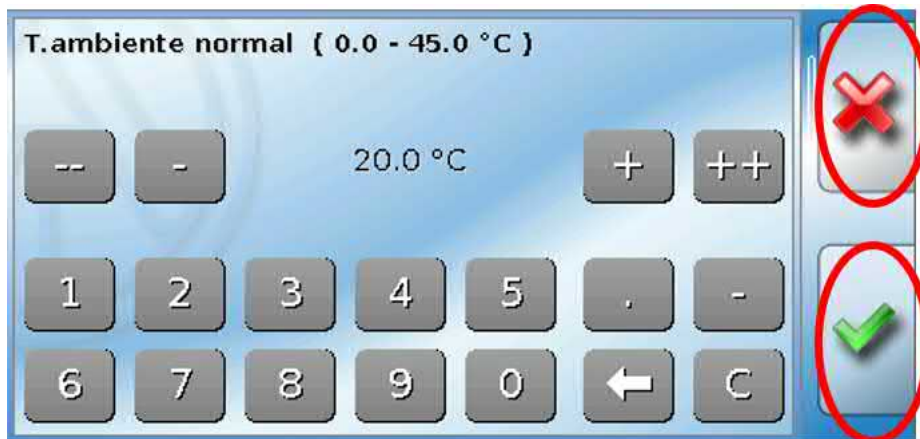 T.ambiente normal ( 0.0 - 45.0 °C )
-- - 20.0 °C + ++
1 2 3 4 5 . -
6 7 8 9 0 C